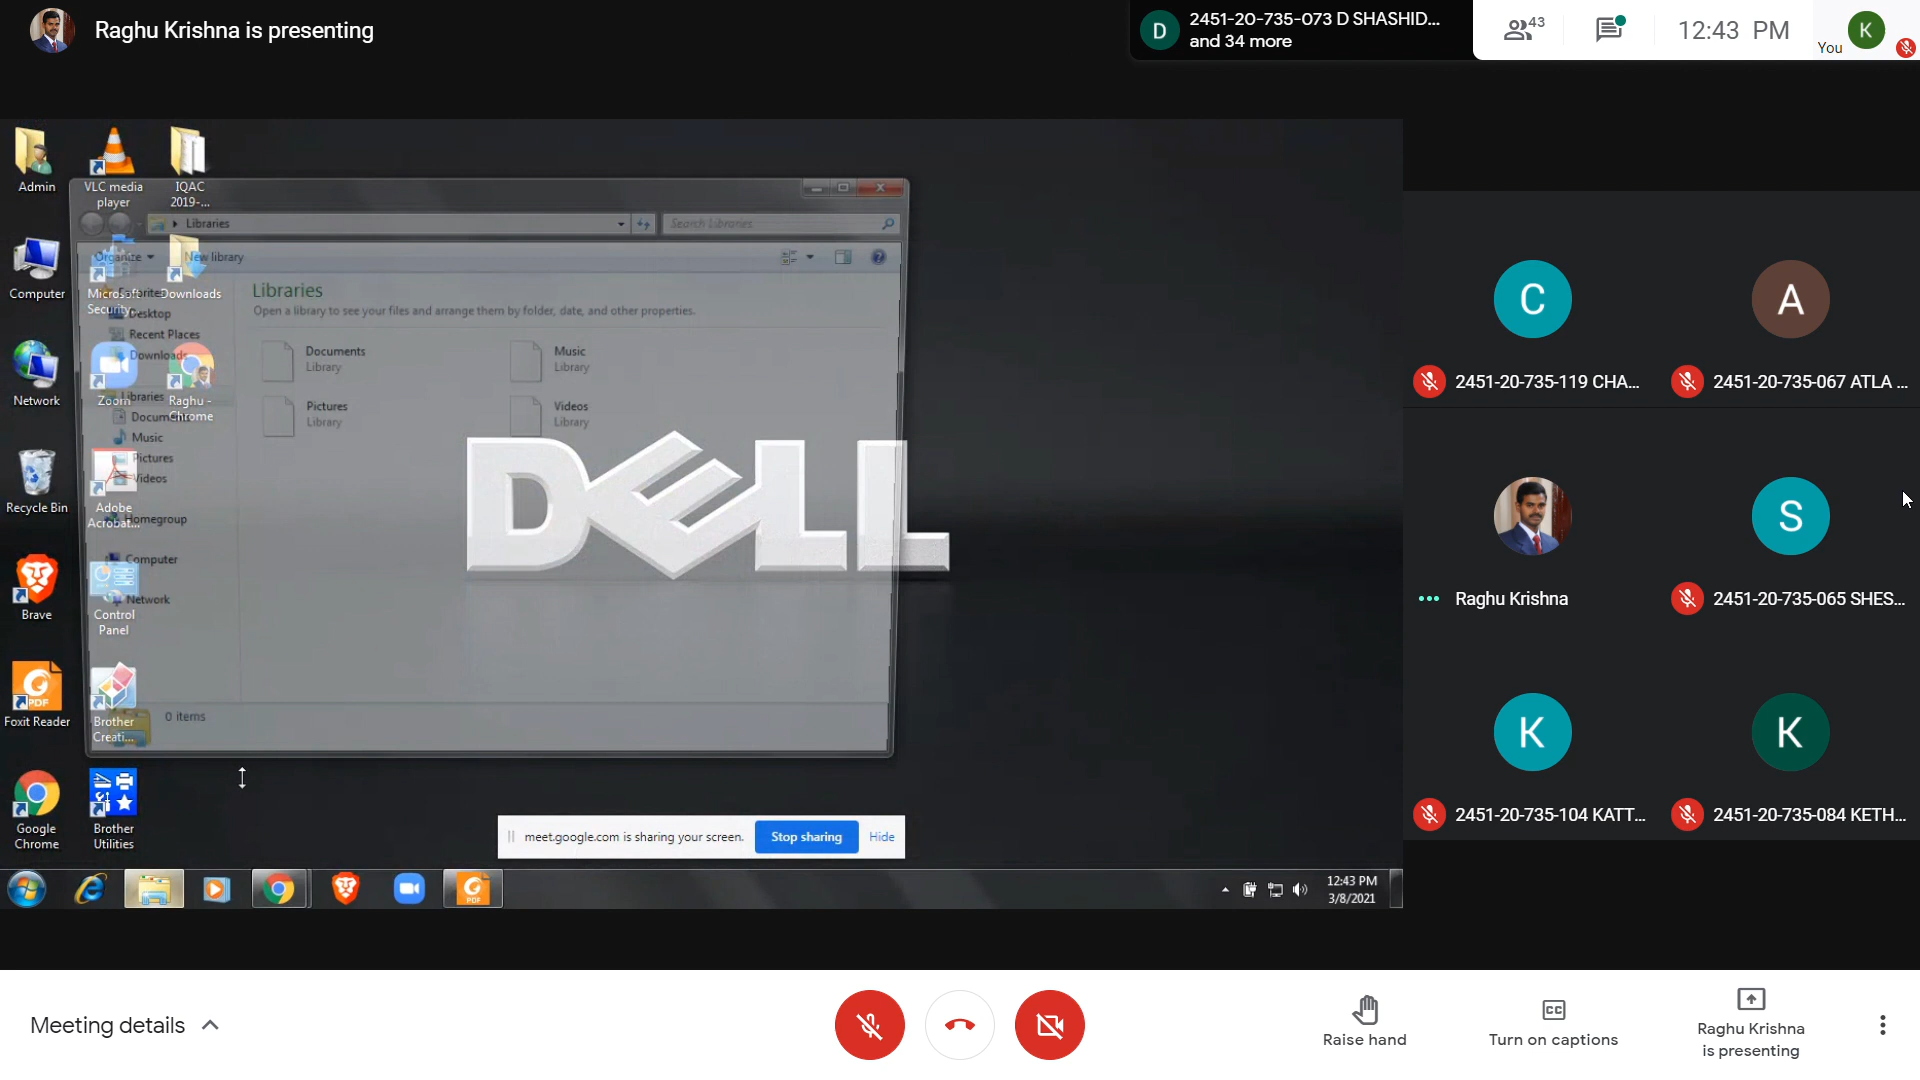 Raghu Krishna is presenting
D
2451-20-735-073 D SHASHID...
and 34 more
43
12:43 PM
You
K
Admin
VLC media
player
IQAC
2019-...
Libraries
Search Libraries
Organize
New library
Computer
Microsoft
Security...
Downloads
Favorites
Desktop
Recent Places
Downloads
Libraries
Open a library to see your files and arrange them by folder, date, and other properties.
Documents
Library
Music
Library
Pictures
Library
Videos
Library
Network
Zoom
Raghu -
Chrome
Libraries
Documents
Music
Pictures
Videos
Recycle Bin
Adobe
Acrobat...
Homegroup
Computer
Network
DELL
Brave
Control
Panel
PDF
Foxit Reader
Brother
Creati...
0 items
Google
Chrome
Brother
Utilities
meet.google.com is sharing your screen.
Stop sharing
Hide
PDF
12:43 PM
3/8/2021
C
2451-20-735-119 CHA...
A
2451-20-735-067 ATLA ...
Raghu Krishna
S
2451-20-735-065 SHES...
K
2451-20-735-104 KATT...
K
2451-20-735-084 KETH...
Meeting details
Raise hand
CC
Turn on captions
Raghu Krishna
is presenting